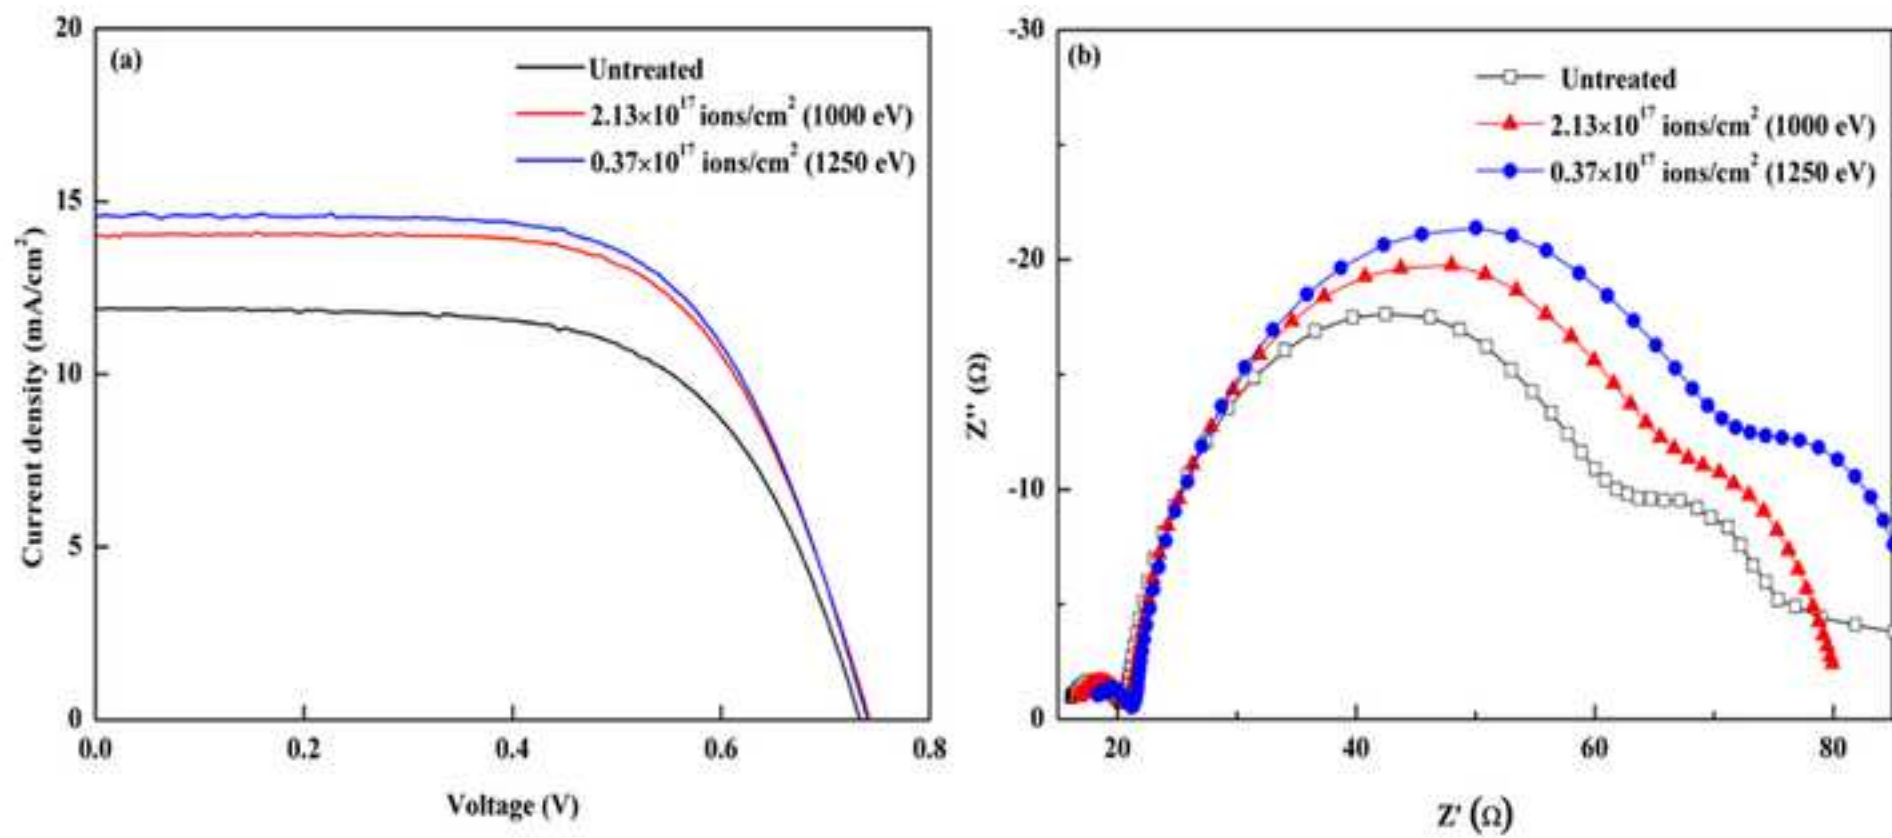 (a)
Untreated
2.13×10¹⁷ ions/cm² (1000 eV)
0.37×10¹⁷ ions/cm² (1250 eV)
20
15
10
5
0
0.0 0.2 0.4 0.6 0.8
Current density (mA/cm²)
Voltage (V)
(b)
Untreated
2.13×10¹⁷ ions/cm² (1000 eV)
0.37×10¹⁷ ions/cm² (1250 eV)
-30
-20
-10
0
20 40 60 80
Z'' (Ω)
Z' (Ω)